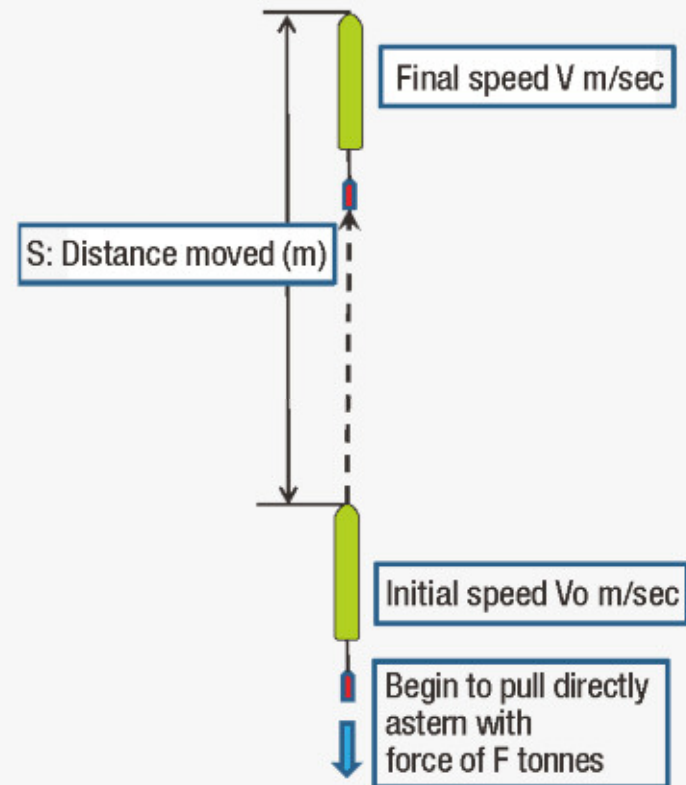 Final speed V m/sec
S: Distance moved (m)
Initial speed Vo m/sec
Begin to pull directly
astern with
force of F tonnes